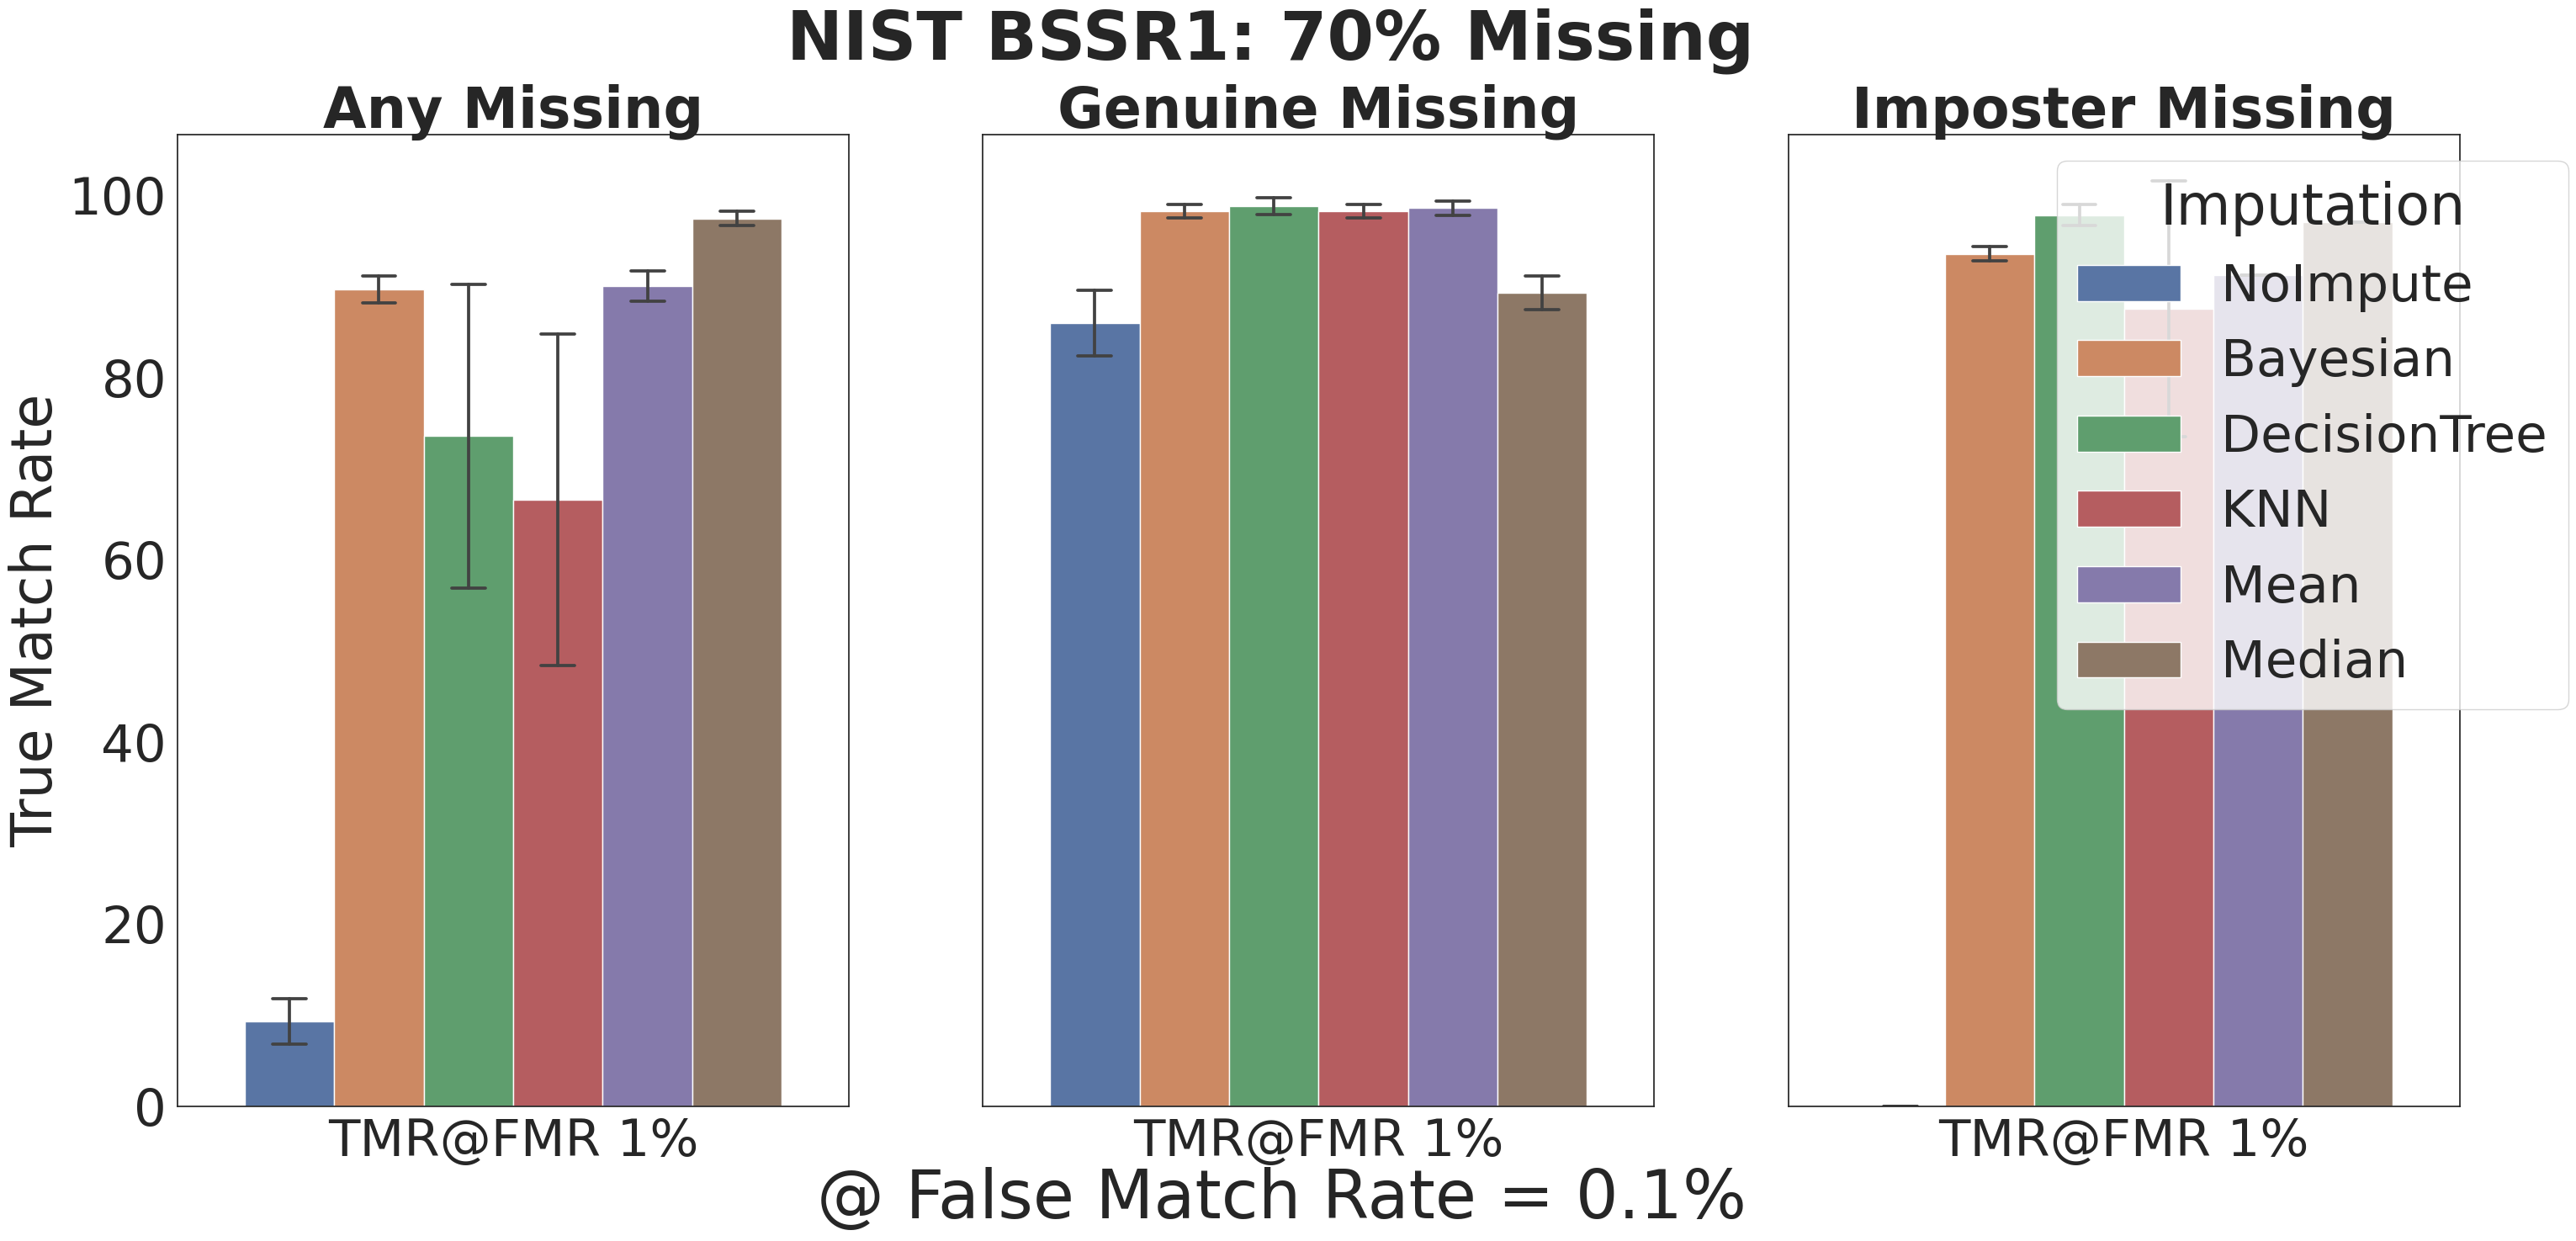 NIST BSSR1: 70% Missing
Any Missing
Genuine Missing
Imposter Missing
True Match Rate
100
80
60
40
20
0
Imputation
NoImpute
Bayesian
DecisionTree
KNN
Mean
Median
TMR@FMR 1%
TMR@FMR 1%
TMR@FMR 1%
@ False Match Rate = 0.1%